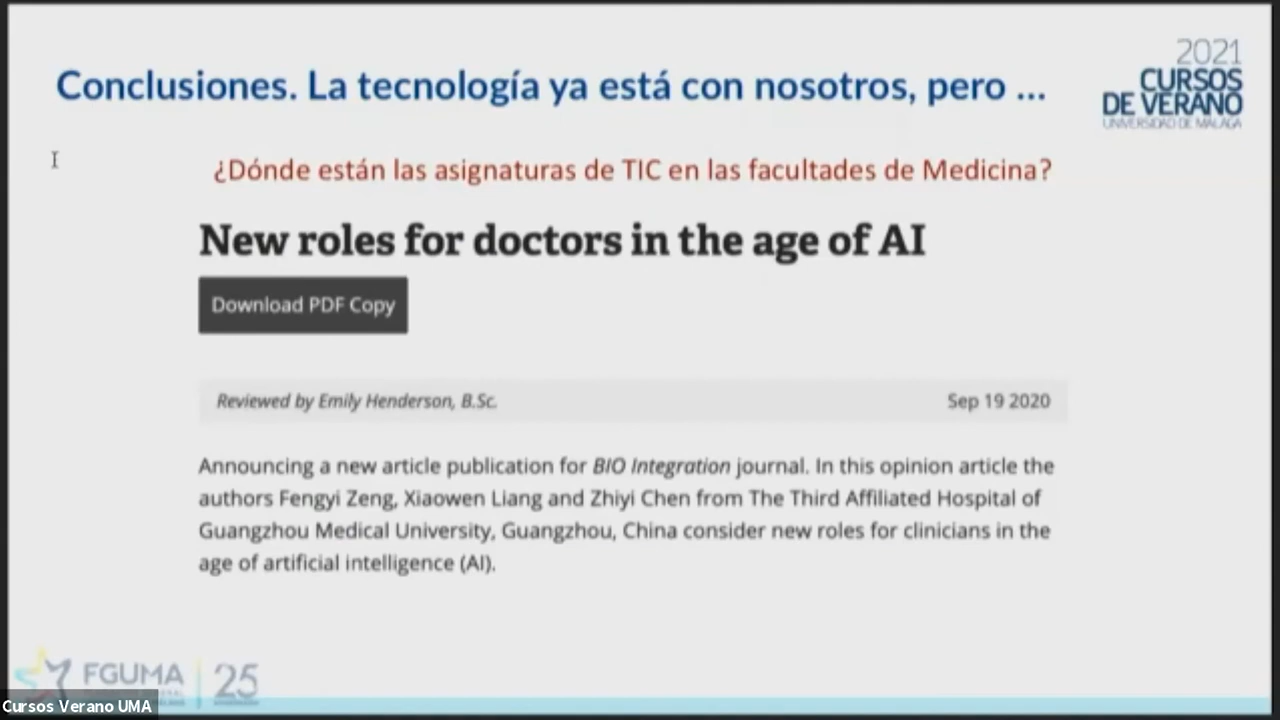 2021
CURSOS
DE VERANO
UNIVERSIDAD DE MÁLAGA
Conclusiones. La tecnología ya está con nosotros, pero ...
¿Dónde están las asignaturas de TIC en las facultades de Medicina?
New roles for doctors in the age of AI
Download PDF Copy
Reviewed by Emily Henderson, B.Sc.
Sep 19 2020
Announcing a new article publication for BIO Integration journal. In this opinion article the
authors Fengyi Zeng, Xiaowen Liang and Zhiyi Chen from The Third Affiliated Hospital of
Guangzhou Medical University, Guangzhou, China consider new roles for clinicians in the
age of artificial intelligence (AI).
FGUMA
25
Cursos Verano UMA